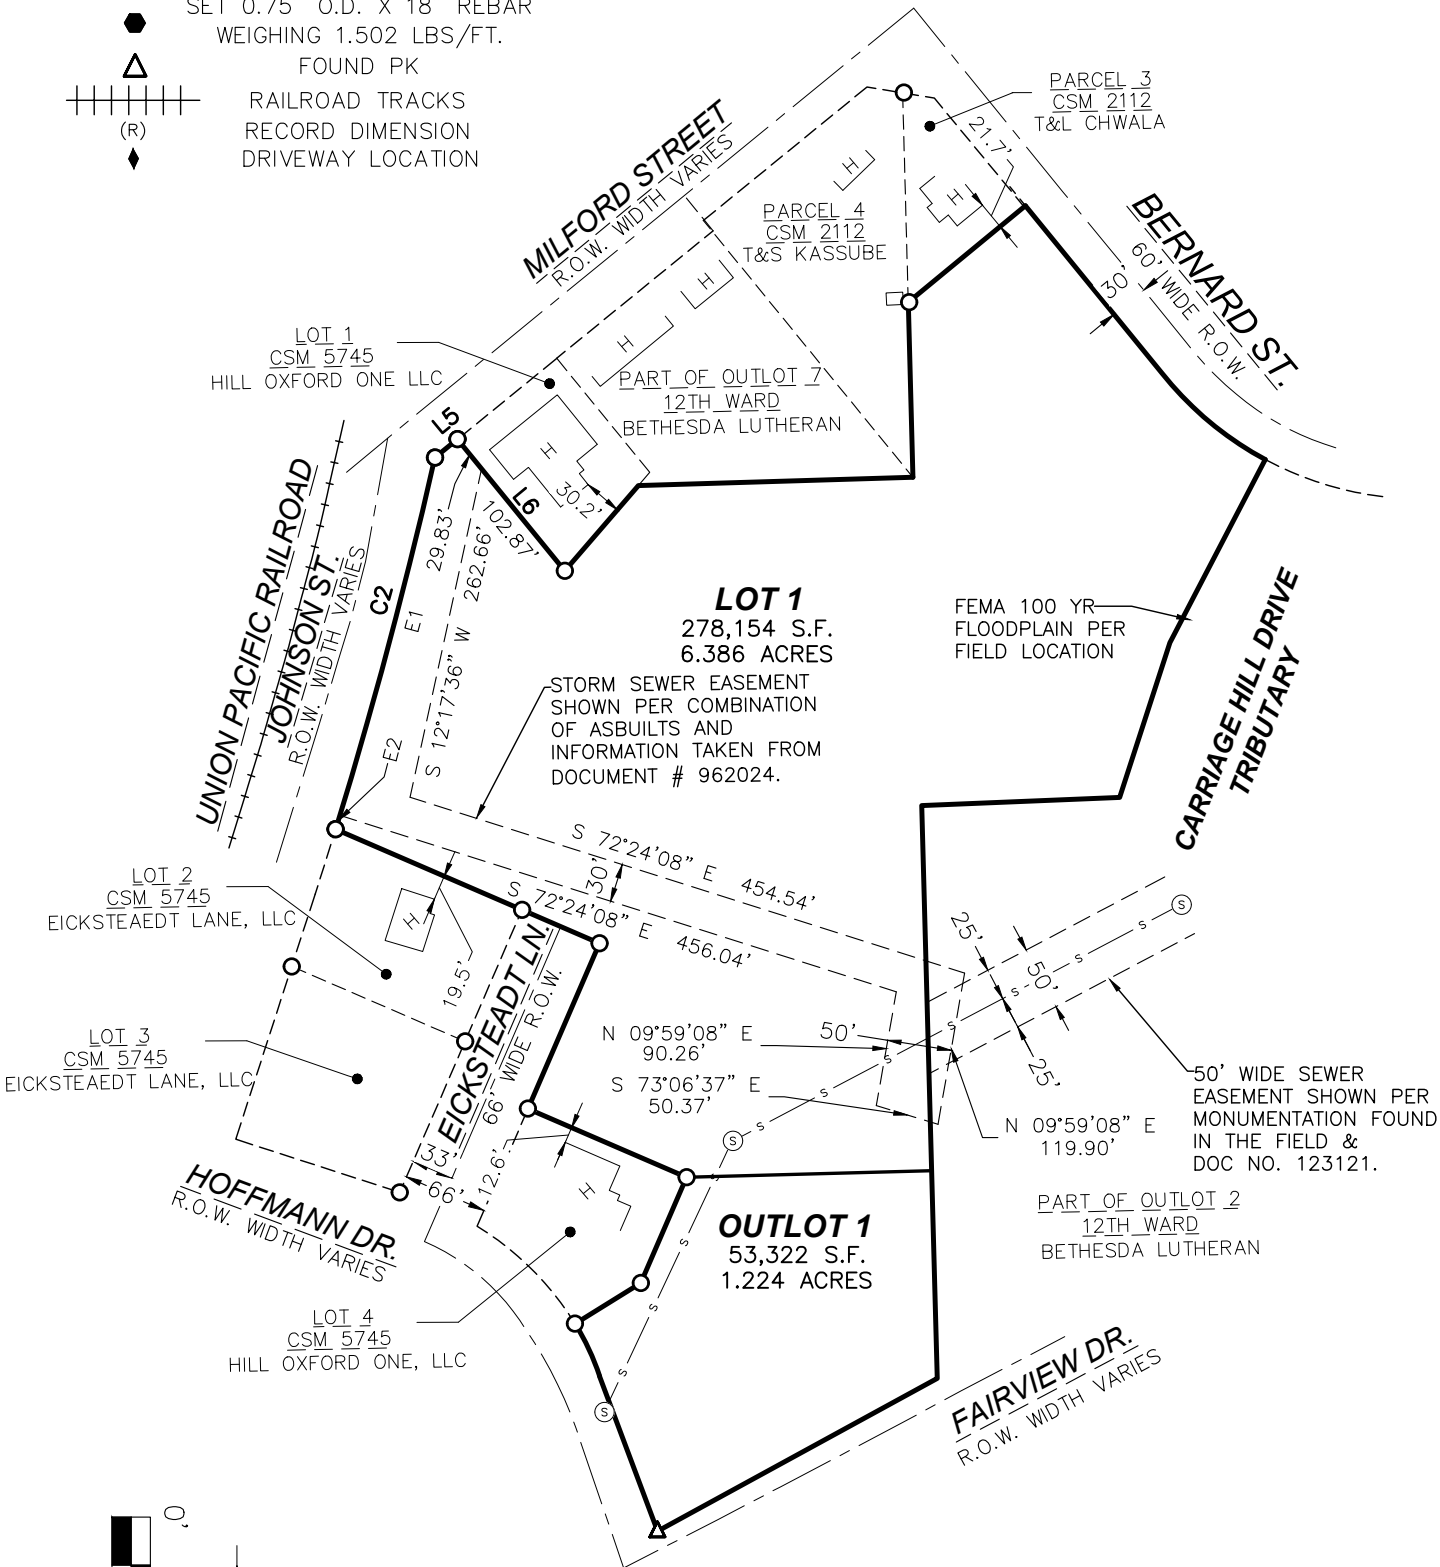 SET 0.75" O.D. X 18" REBAR
WEIGHING 1.502 LBS/FT.
FOUND PK
RAILROAD TRACKS
(R)
RECORD DIMENSION
DRIVEWAY LOCATION
MILFORD STREET
R.O.W. WIDTH VARIES
PARCEL 3
CSM 2112
T&L CHWALA
21.7'
H
H
PARCEL 4
CSM 2112
T&S KASSUBE
BERNARD ST.
60' WIDE R.O.W.
30'
H
H
LOT 1
CSM 5745
HILL OXFORD ONE LLC
PART OF OUTLOT 7
12TH WARD
BETHESDA LUTHERAN
L5
H
30.2'
L6
102.87'
29.83'
262.66'
S 12°17'36" W
C2
E1
E2
UNION PACIFIC RAILROAD
JOHNSON ST.
R.O.W. WIDTH VARIES
LOT 1
278,154 S.F.
6.386 ACRES
FEMA 100 YR
FLOODPLAIN PER
FIELD LOCATION
CARRIAGE HILL DRIVE
TRIBUTARY
STORM SEWER EASEMENT
SHOWN PER COMBINATION
OF ASBUILTS AND
INFORMATION TAKEN FROM
DOCUMENT # 962024.
S 72°24'08" E 454.54'
30'
S 72°24'08" E 456.04'
LOT 2
CSM 5745
EICKSTEAEDT LANE, LLC
H
19.5'
EICKSTEADT LN.
66' WIDE R.O.W.
LOT 3
CSM 5745
EICKSTEAEDT LANE, LLC
25'
50'
25'
S
s
s
s
N 09°59'08" E
90.26'
50'
s
s
S 73°06'37" E
50.37'
s
S
s
N 09°59'08" E
119.90'
50' WIDE SEWER
EASEMENT SHOWN PER
MONUMENTATION FOUND
IN THE FIELD &
DOC NO. 123121.
33'
66'
12.6'
H
HOFFMANN DR.
R.O.W. WIDTH VARIES
OUTLOT 1
53,322 S.F.
1.224 ACRES
PART OF OUTLOT 2
12TH WARD
BETHESDA LUTHERAN
s
s
s
s
S
LOT 4
CSM 5745
HILL OXFORD ONE, LLC
FAIRVIEW DR.
R.O.W. WIDTH VARIES
0'